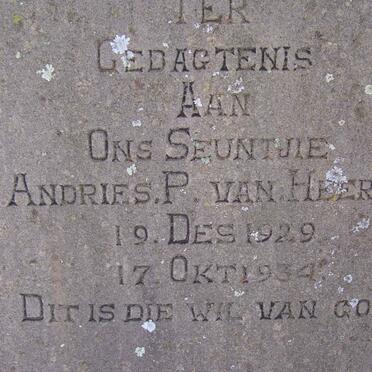 TER
GEDAGTENIS
AAN
ONS SEUNTJIE
ANDRIES. P. VAN HEER
19. DES 1929
17. OKT 1934
DIT IS DIE WIL VAN GO